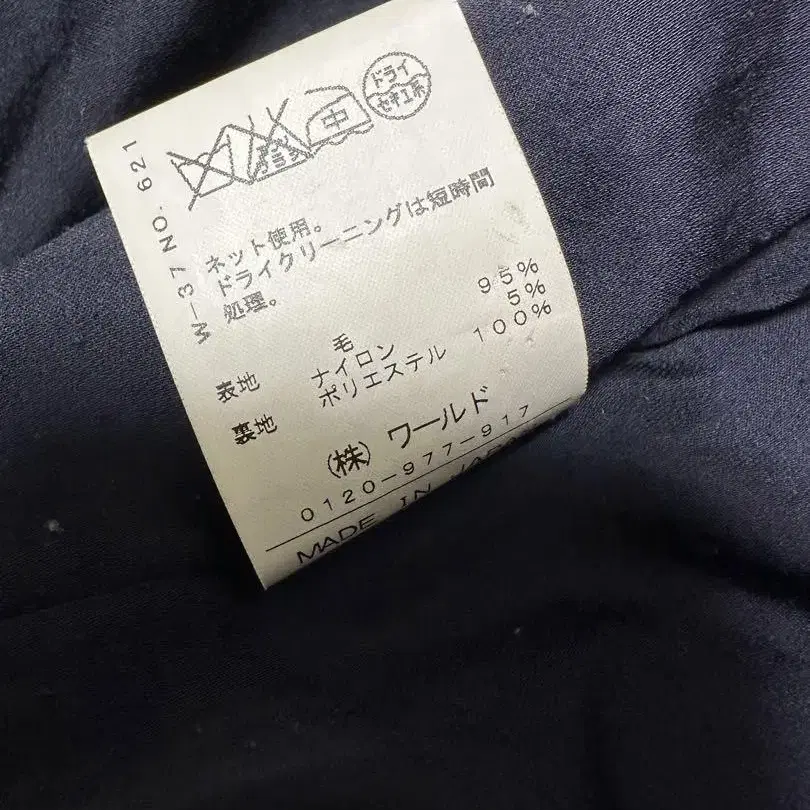 ドライ
セキユ系
中
W-37 NO. 621
ネット使用。
ドライクリーニングは短時間
処理。
表地 毛 95%
ナイロン 5%
裏地 ポリエステル 100%
(株) ワールド
0120-977-917
MADE IN JAPAN